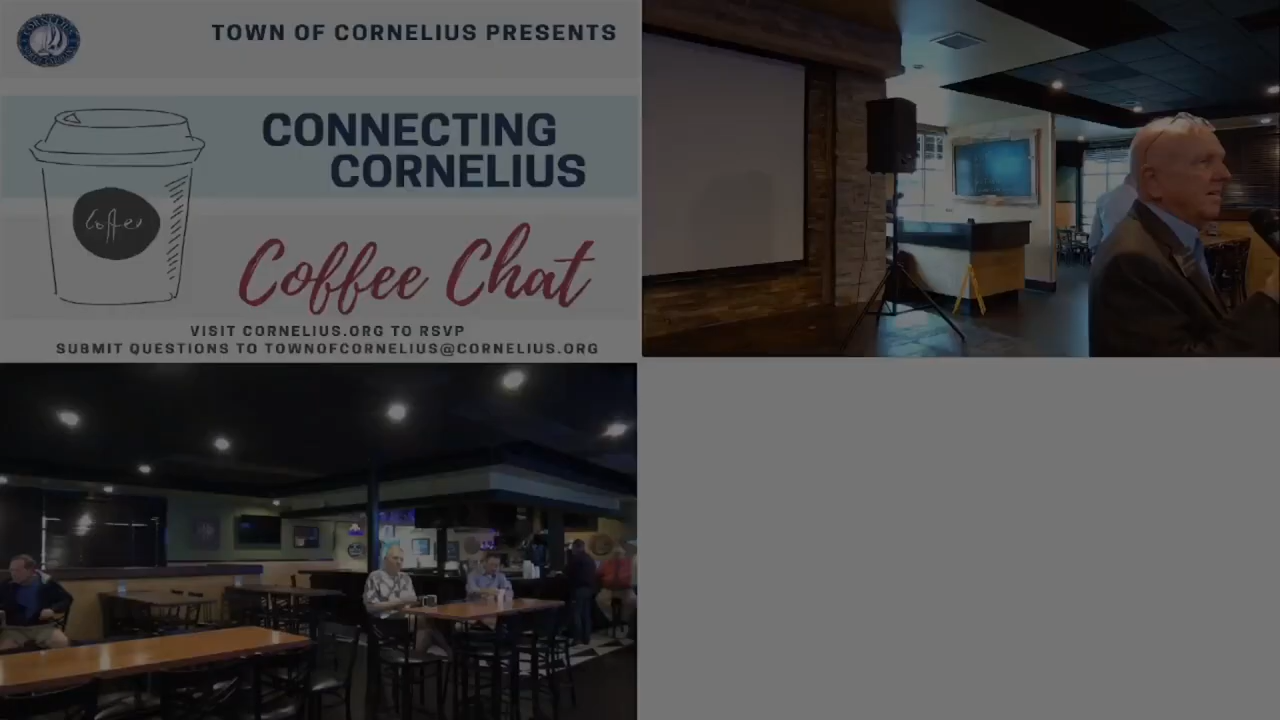 TOWN OF CORNELIUS PRESENTS
CONNECTING
CORNELIUS
Coffee
Coffee Chat
VISIT CORNELIUS.ORG TO RSVP
SUBMIT QUESTIONS TO TOWNOFCORNELIUS@CORNELIUS.ORG